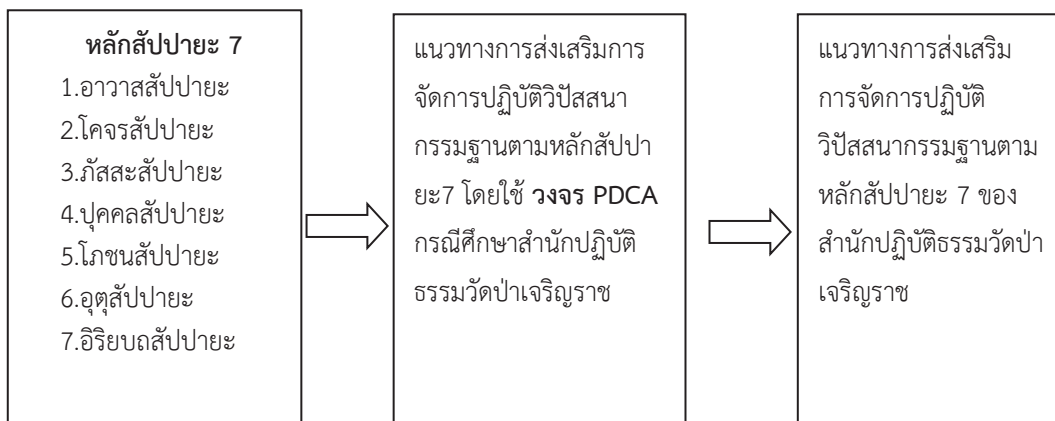 หลักสัปปายะ 7
1.อาวาสสัปปายะ
2.โคจรสัปปายะ
3.ภัสสะสัปปายะ
4.ปุคคลสัปปายะ
5.โภชนสัปปายะ
6.อุตุสัปปายะ
7.อิริยบถสัปปายะ
แนวทางการส่งเสริมการ
จัดการปฏิบัติวิปัสสนา
กรรมฐานตามหลักสัปปา
ยะ7 โดยใช้ วงจร PDCA
กรณีศึกษาสำนักปฏิบัติ
ธรรมวัดป่าเจริญราช
แนวทางการส่งเสริม
การจัดการปฏิบัติ
วิปัสสนากรรมฐานตาม
หลักสัปปายะ 7 ของ
สำนักปฏิบัติธรรมวัดป่า
เจริญราช